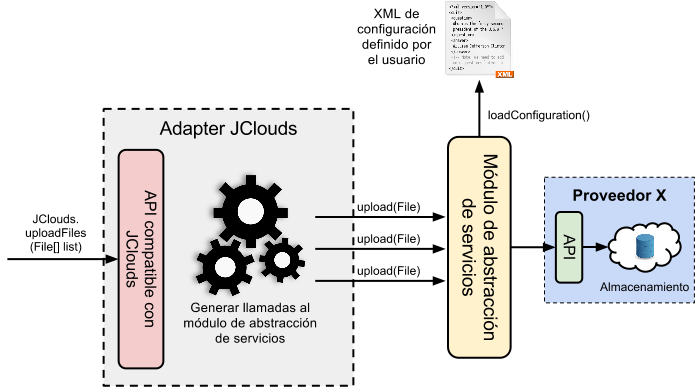 XML de
configuración
definido por
el usuario
XML
loadConfiguration()
Adapter JClouds
API compatible con
JClouds
JClouds.
uploadFiles
(File[] list)
Generar llamadas al
módulo de abstracción
de servicios
upload(File)
upload(File)
upload(File)
Módulo de abstracción
de servicios
Proveedor X
API
Almacenamiento